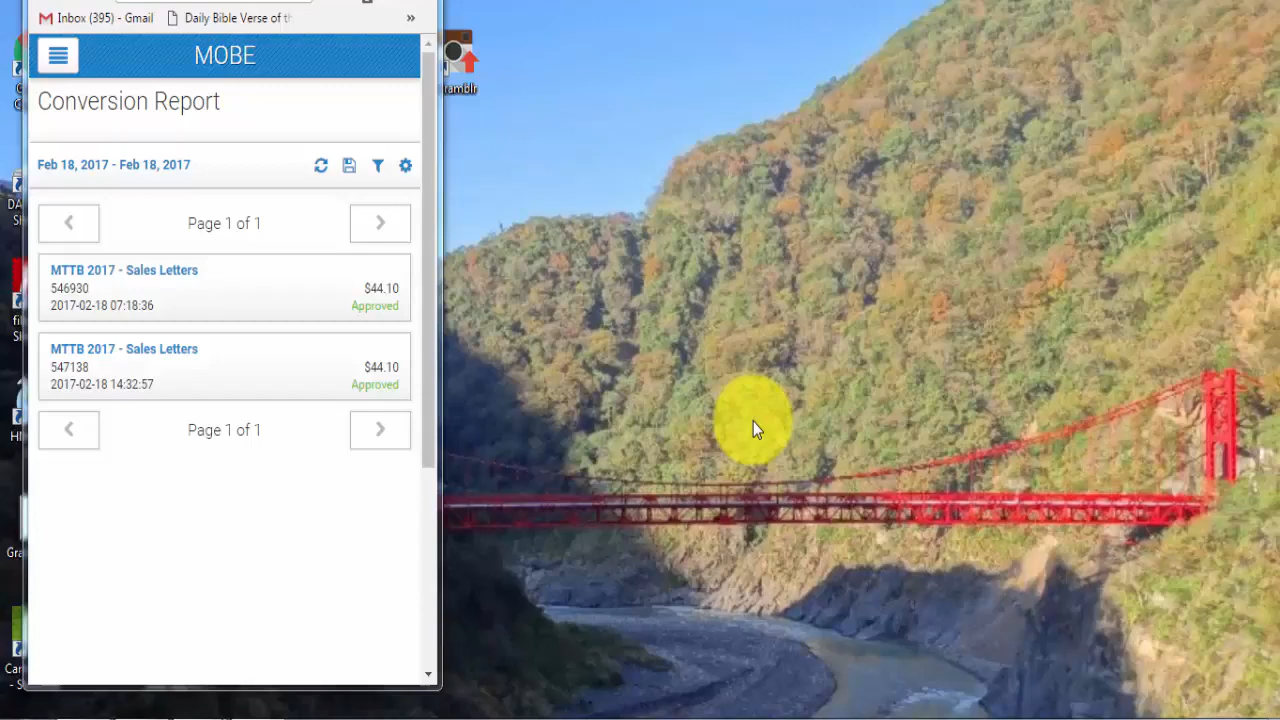 Inbox (395) - Gmail
Daily Bible Verse of th
»
MOBE
Conversion Report
Feb 18, 2017 - Feb 18, 2017
Page 1 of 1
MTTB 2017 - Sales Letters
546930
$44.10
2017-02-18 07:18:36
Approved
MTTB 2017 - Sales Letters
547138
$44.10
2017-02-18 14:32:57
Approved
Page 1 of 1